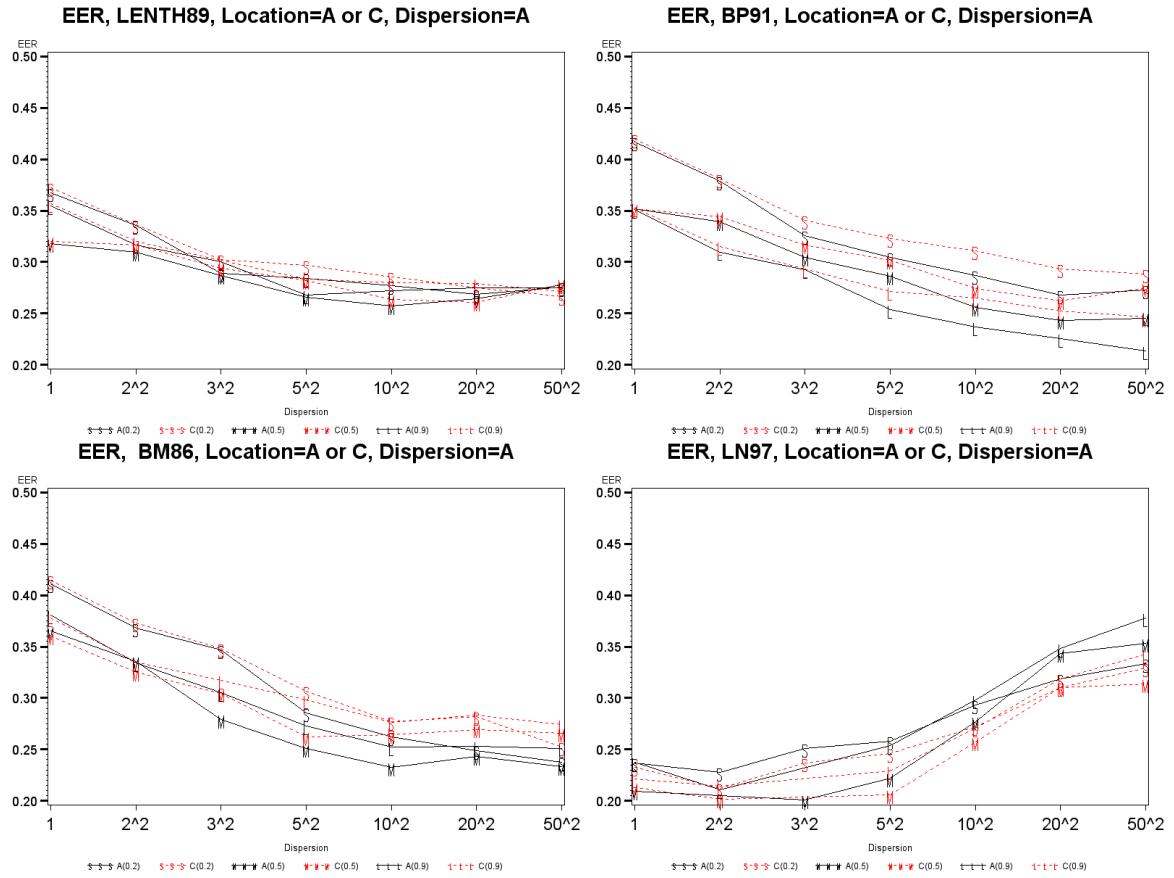 EER, LENTH89, Location=A or C, Dispersion=A
EER
0.50
0.45
0.40
0.35
0.30
0.25
0.20
1 2^2 3^2 5^2 10^2 20^2 50^2
Dispersion
S-S-S A(0.2) S-S-S C(0.2) M-M-M A(0.5) M-M-M C(0.5) L-L-L A(0.9) L-L-L C(0.9)
EER, BP91, Location=A or C, Dispersion=A
EER
0.50
0.45
0.40
0.35
0.30
0.25
0.20
1 2^2 3^2 5^2 10^2 20^2 50^2
Dispersion
S-S-S A(0.2) S-S-S C(0.2) M-M-M A(0.5) M-M-M C(0.5) L-L-L A(0.9) L-L-L C(0.9)
EER, BM86, Location=A or C, Dispersion=A
EER
0.50
0.45
0.40
0.35
0.30
0.25
0.20
1 2^2 3^2 5^2 10^2 20^2 50^2
Dispersion
S-S-S A(0.2) S-S-S C(0.2) M-M-M A(0.5) M-M-M C(0.5) L-L-L A(0.9) L-L-L C(0.9)
EER, LN97, Location=A or C, Dispersion=A
EER
0.50
0.45
0.40
0.35
0.30
0.25
0.20
1 2^2 3^2 5^2 10^2 20^2 50^2
Dispersion
S-S-S A(0.2) S-S-S C(0.2) M-M-M A(0.5) M-M-M C(0.5) L-L-L A(0.9) L-L-L C(0.9)